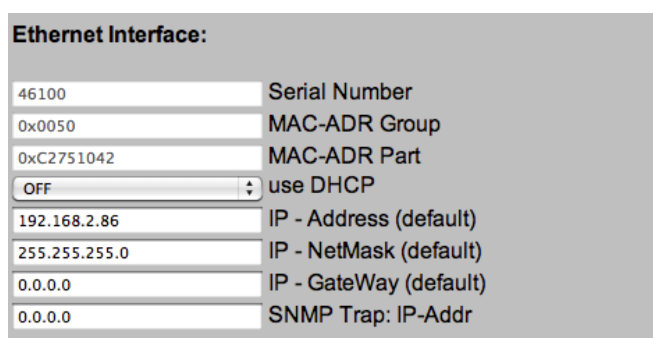 Ethernet Interface:
46100 Serial Number
0x0050 MAC-ADR Group
0xC2751042 MAC-ADR Part
OFF use DHCP
192.168.2.86 IP - Address (default)
255.255.255.0 IP - NetMask (default)
0.0.0.0 IP - GateWay (default)
0.0.0.0 SNMP Trap: IP-Addr